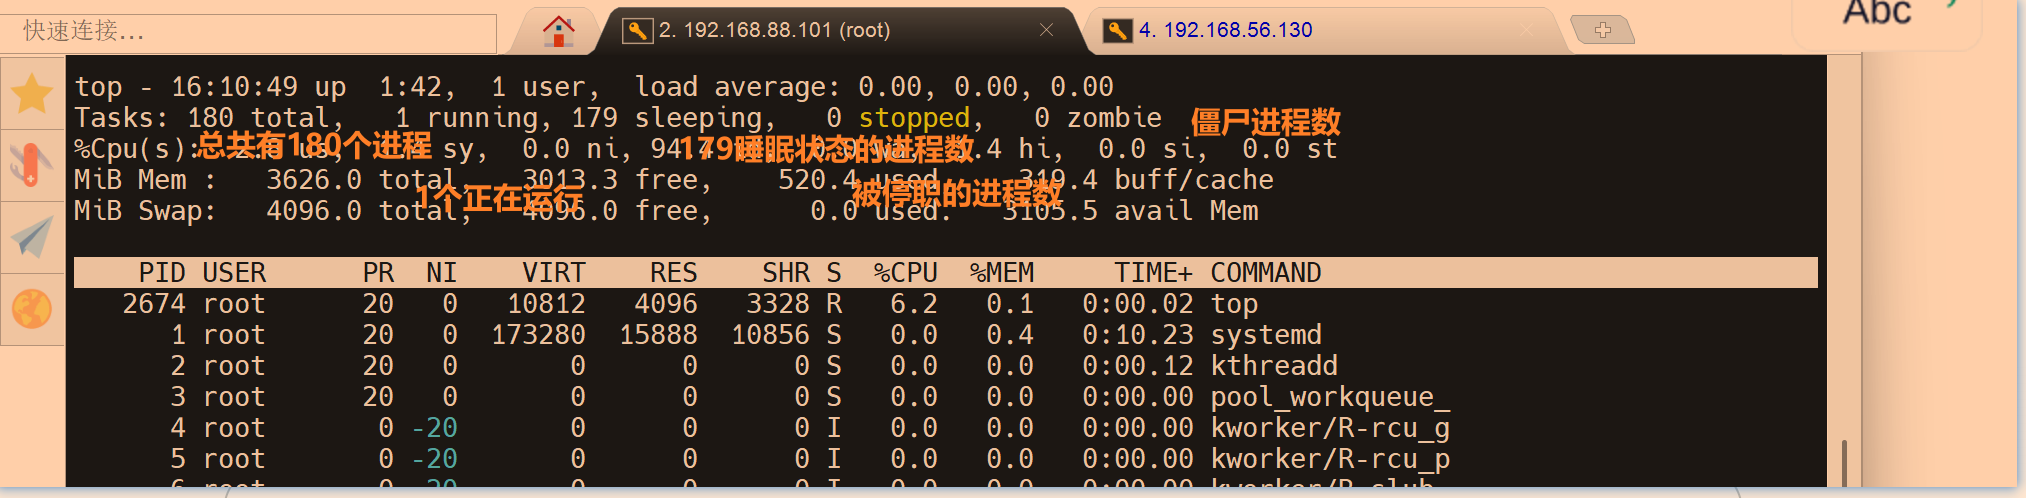 快速连接...
2. 192.168.88.101 (root)
4. 192.168.56.130
Abc
top - 16:10:49 up  1:42,  1 user,  load average: 0.00, 0.00, 0.00
Tasks: 180 total,   1 running, 179 sleeping,   0 stopped,   0 zombie
僵尸进程数
总共有180个进程
179睡眠状态的进程数
%Cpu(s): sy,  0.0 ni, 94. hi,  0.0 si,  0.0 st
MiB Mem :   3626.0 total,   3013.3 free,    520.4 used 319.4 buff/cache
1个正在运行
被停职的进程数
MiB Swap:   4096.0 total,   4096.0 free,      0.0 used.   3105.5 avail Mem
PID USER      PR  NI    VIRT    RES    SHR S  %CPU  %MEM     TIME+ COMMAND
2674 root      20   0   10812   4096   3328 R   6.2   0.1   0:00.02 top
1 root      20   0  173280  15888  10856 S   0.0   0.4   0:10.23 systemd
2 root      20   0       0      0      0 S   0.0   0.0   0:00.12 kthreadd
3 root      20   0       0      0      0 S   0.0   0.0   0:00.00 pool_workqueue_
4 root       0 -20       0      0      0 I   0.0   0.0   0:00.00 kworker/R-rcu_g
5 root       0 -20       0      0      0 I   0.0   0.0   0:00.00 kworker/R-rcu_p